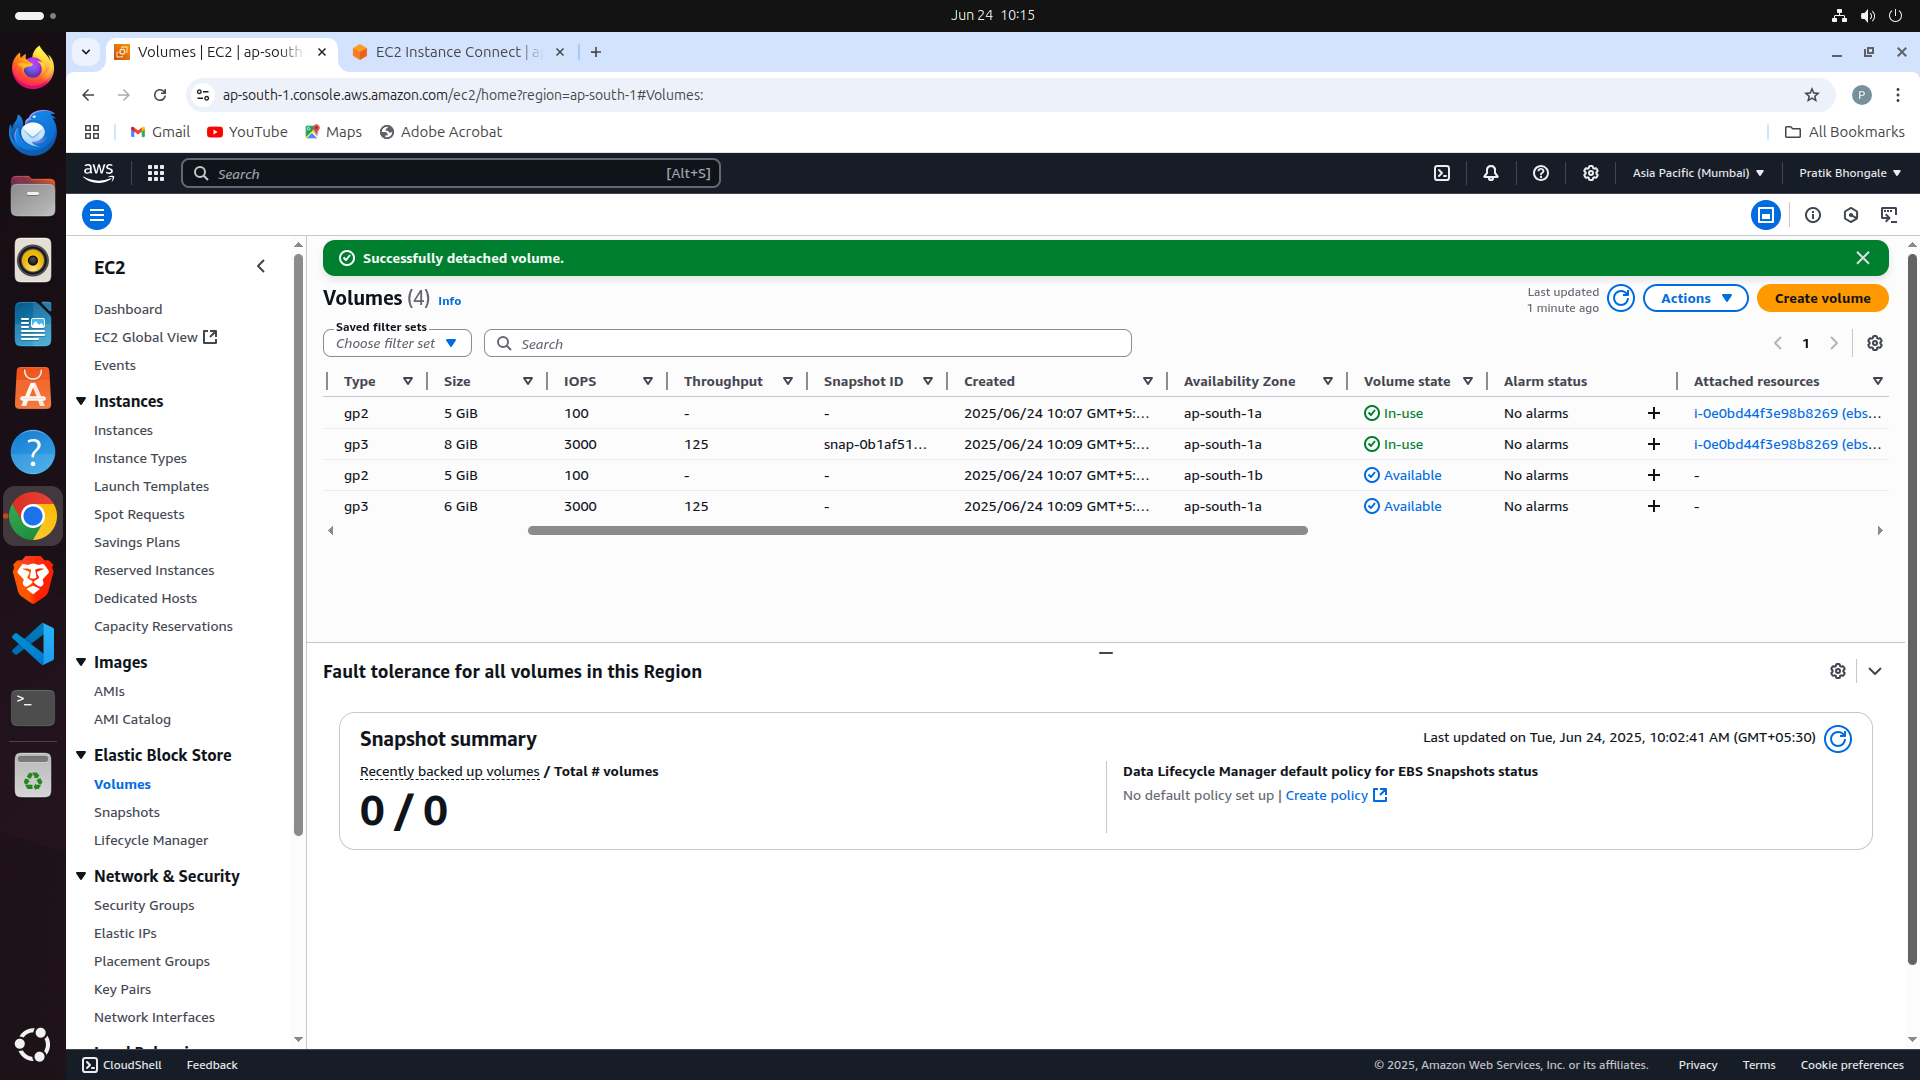 Jun 24 10:15
Volumes | EC2 | ap-south
EC2 Instance Connect | a
ap-south-1.console.aws.amazon.com/ec2/home?region=ap-south-1#Volumes:
P
Gmail
YouTube
Maps
Adobe Acrobat
All Bookmarks
aws
Search
[Alt+S]
Asia Pacific (Mumbai)
Pratik Bhongale
EC2
Dashboard
EC2 Global View
Events
Instances
Instances
Instance Types
Launch Templates
Spot Requests
Savings Plans
Reserved Instances
Dedicated Hosts
Capacity Reservations
Images
AMIs
AMI Catalog
Elastic Block Store
Volumes
Snapshots
Lifecycle Manager
Network & Security
Security Groups
Elastic IPs
Placement Groups
Key Pairs
Network Interfaces
Successfully detached volume.
Volumes (4) Info
Last updated
1 minute ago
Actions
Create volume
Saved filter sets
Choose filter set
Search
1
Type Size IOPS Throughput Snapshot ID Created Availability Zone Volume state Alarm status Attached resources
gp2 5 GiB 100 - - 2025/06/24 10:07 GMT+5:... ap-south-1a In-use No alarms + i-0e0bd44f3e98b8269 (ebs...
gp3 8 GiB 3000 125 snap-0b1af51... 2025/06/24 10:09 GMT+5:... ap-south-1a In-use No alarms + i-0e0bd44f3e98b8269 (ebs...
gp2 5 GiB 100 - - 2025/06/24 10:07 GMT+5:... ap-south-1b Available No alarms + -
gp3 6 GiB 3000 125 - 2025/06/24 10:09 GMT+5:... ap-south-1a Available No alarms + -
Fault tolerance for all volumes in this Region
Snapshot summary
Last updated on Tue, Jun 24, 2025, 10:02:41 AM (GMT+05:30)
Recently backed up volumes / Total # volumes
0 / 0
Data Lifecycle Manager default policy for EBS Snapshots status
No default policy set up | Create policy
CloudShell
Feedback
© 2025, Amazon Web Services, Inc. or its affiliates.
Privacy
Terms
Cookie preferences